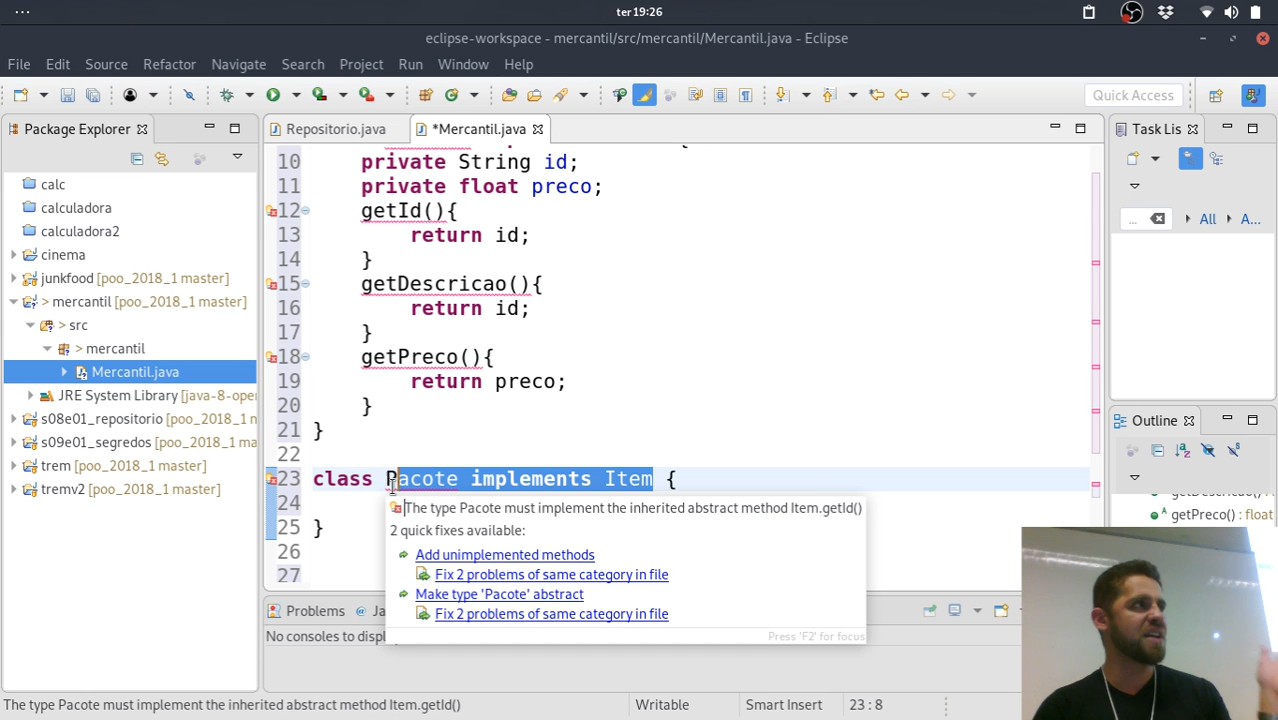 ter 19:26
eclipse-workspace - mercantil/src/mercantil/Mercantil.java - Eclipse
File Edit Source Refactor Navigate Search Project Run Window Help
Quick Access
Package Explorer
Repositorio.java
*Mercantil.java
Task Lis
calc
calculadora
calculadora2
cinema
junkfood [poo_2018_1 master]
> mercantil [poo_2018_1 master]
> src
> mercantil
Mercantil.java
JRE System Library [java-8-ope
s08e01_repositorio [poo_2018_1 m
s09e01_segredos [poo_2018_1 mas
trem [poo_2018_1 master]
tremv2 [poo_2018_1 master]
10 private String id;
11 private float preco;
12 getId(){
13 return id;
14 }
15 getDescricao(){
16 return id;
17 }
18 getPreco(){
19 return preco;
20 }
21 }
22
23 class Pacote implements Item {
24
25 }
26
27
The type Pacote must implement the inherited abstract method Item.getId()
2 quick fixes available:
Add unimplemented methods
Fix 2 problems of same category in file
Make type 'Pacote' abstract
Fix 2 problems of same category in file
Press 'F2' for focus
... All A...
Outline
getPreco() : float
Problems @ Ja
No consoles to displ
The type Pacote must implement the inherited abstract method Item.getId()
Writable
Smart Insert
23 : 8